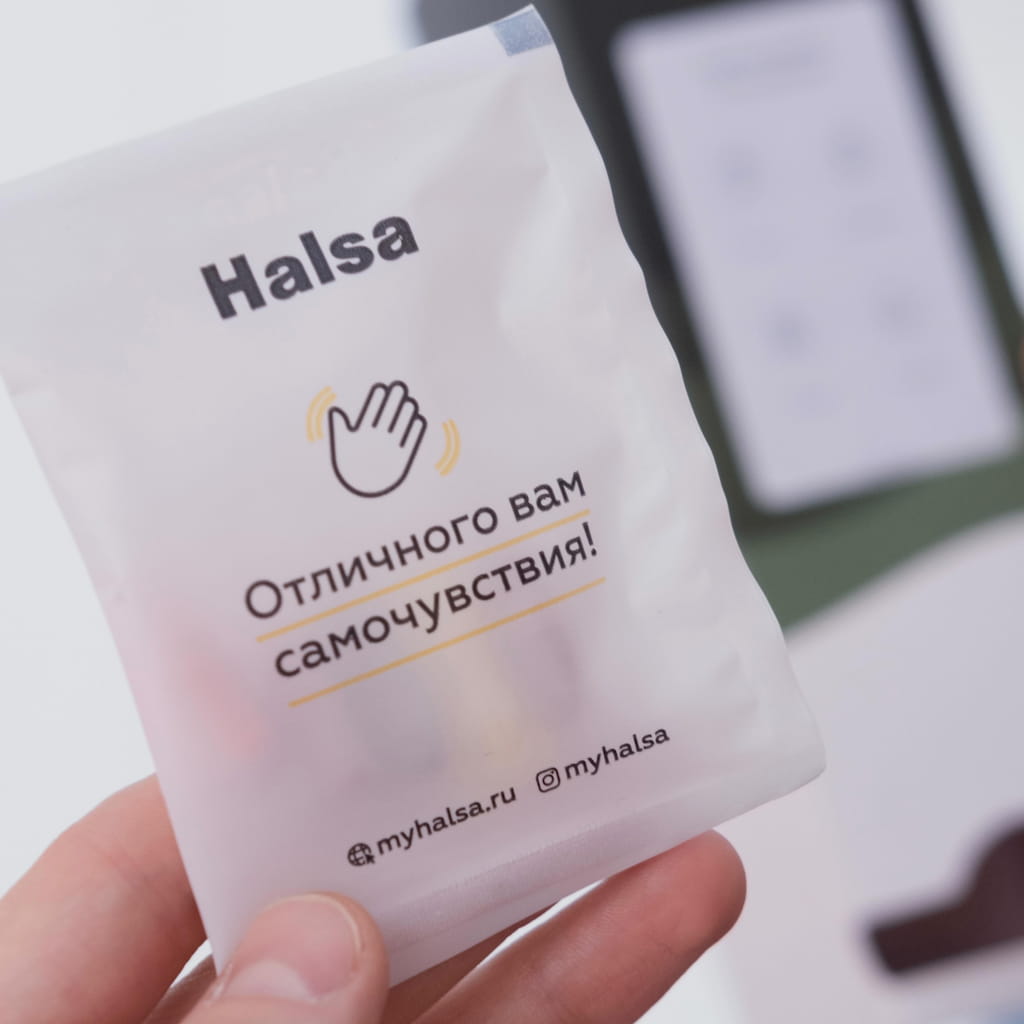 Halsa
Отличного вам
самочувствия!
myhalsa.ru myhalsa